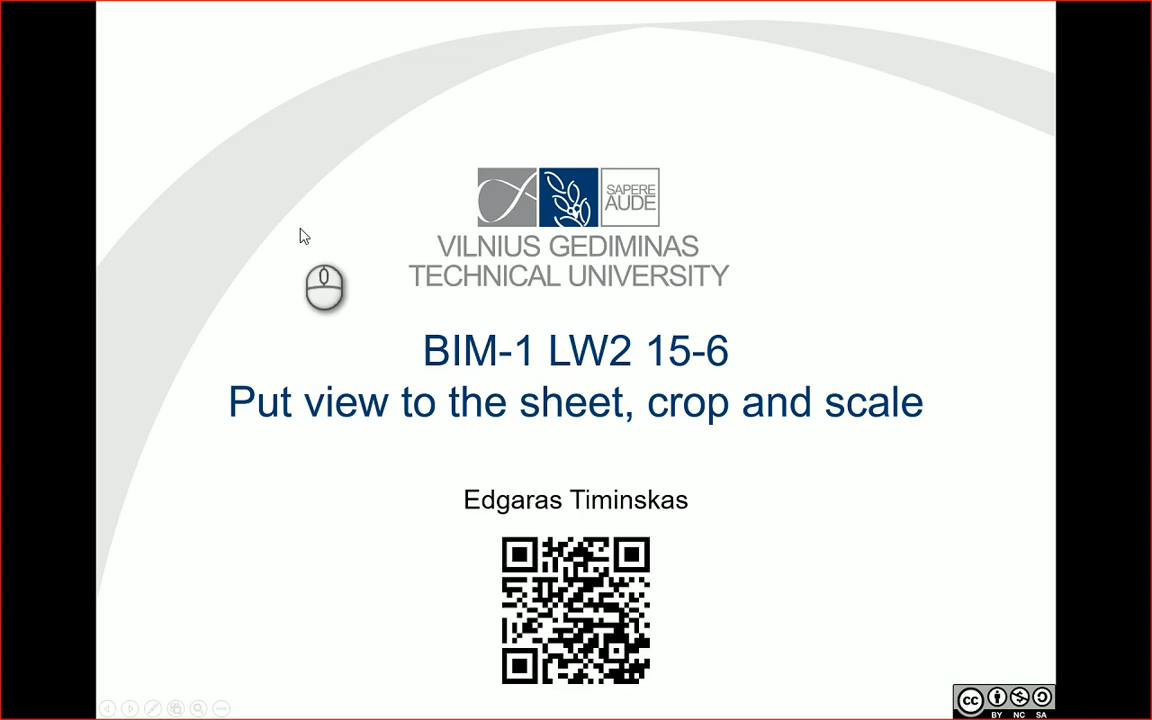 SAPERE
AUDE
VILNIUS GEDIMINAS
TECHNICAL UNIVERSITY
BIM-1 LW2 15-6
Put view to the sheet, crop and scale
Edgaras Timinskas
cc
BY NC SA